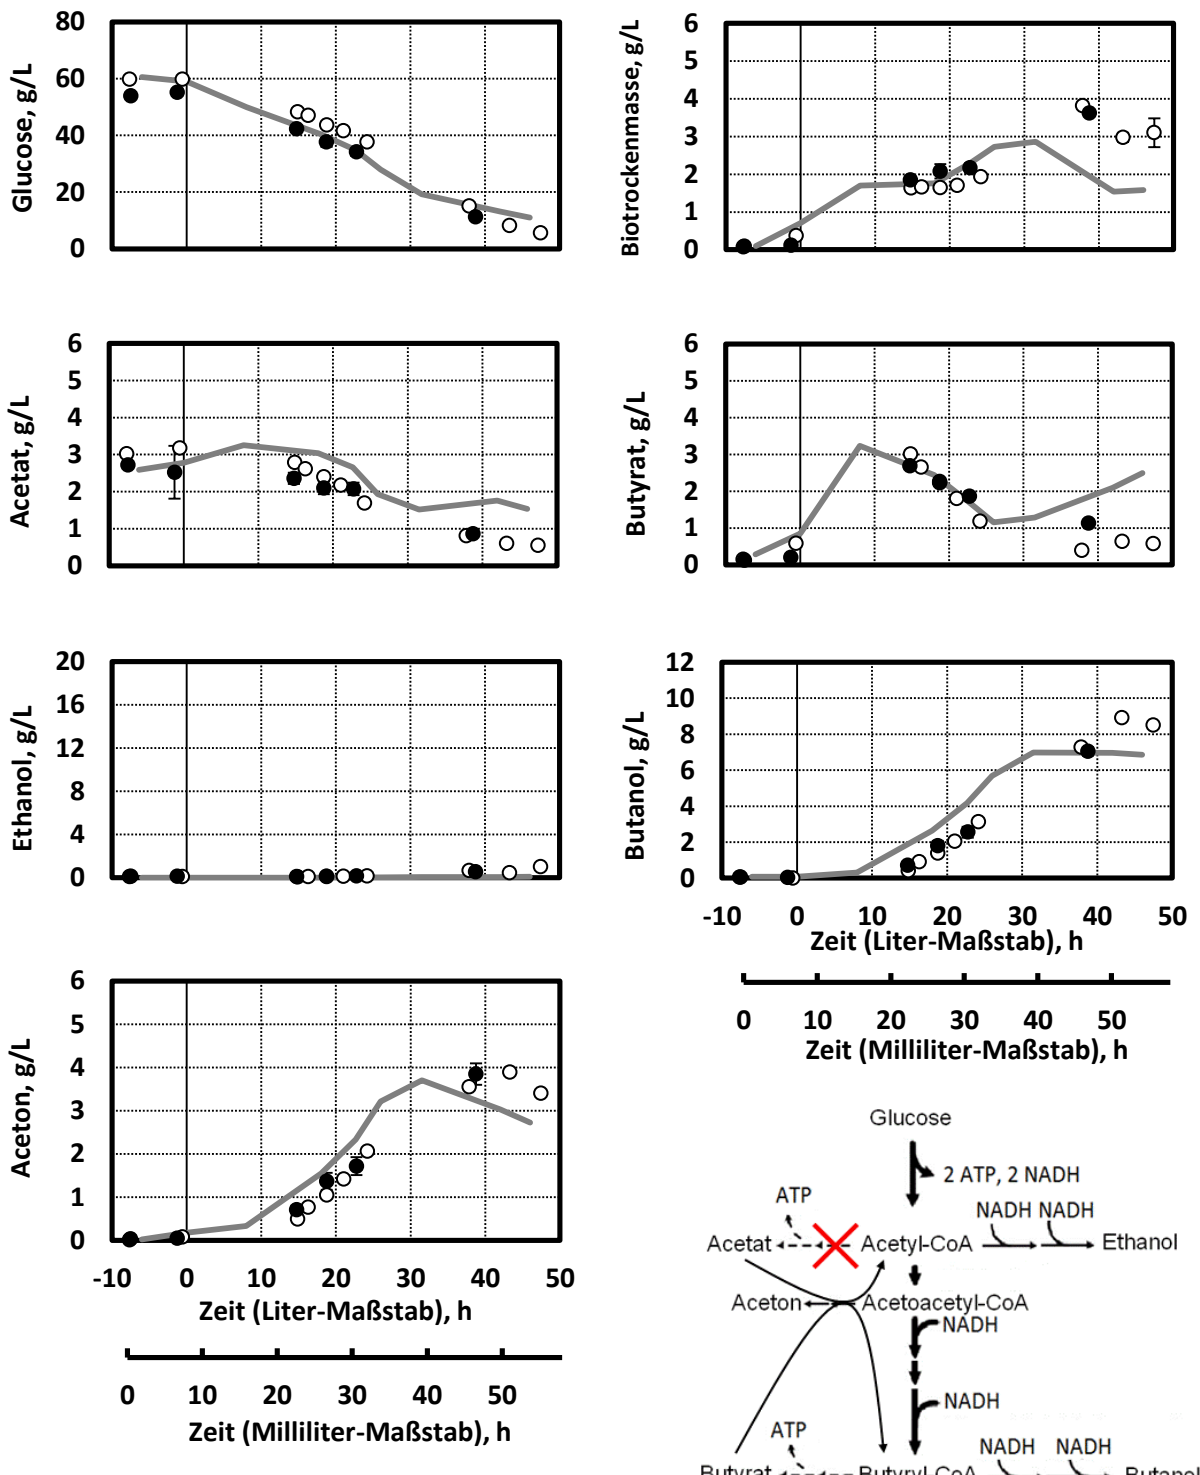 Glucose, g/L
80
60
40
20
0
Biotrockenmasse, g/L
6
5
4
3
2
1
0
Acetat, g/L
6
5
4
3
2
1
0
Butyrat, g/L
6
5
4
3
2
1
0
Ethanol, g/L
20
16
12
8
4
0
Butanol, g/L
12
10
8
6
4
2
0
-10 0 10 20 30 40 50
Zeit (Liter-Maßstab), h
0 10 20 30 40 50
Zeit (Milliliter-Maßstab), h
Aceton, g/L
6
5
4
3
2
1
0
-10 0 10 20 30 40 50
Zeit (Liter-Maßstab), h
0 10 20 30 40 50
Zeit (Milliliter-Maßstab), h
Glucose
2 ATP, 2 NADH
ATP
NADH NADH
Acetat Acetyl-CoA Ethanol
Aceton Acetoacetyl-CoA
NADH
NADH
ATP
NADH NADH
Butyrat Butyryl-CoA Butanol